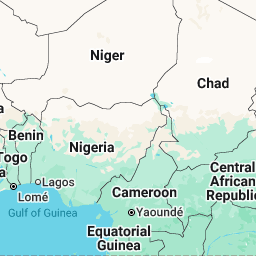 Niger
Chad
Benin
Nigeria
Togo
Lagos
Lomé
Gulf of Guinea
Cameroon
Yaoundé
Central
African
Republic
Equatorial
Guinea